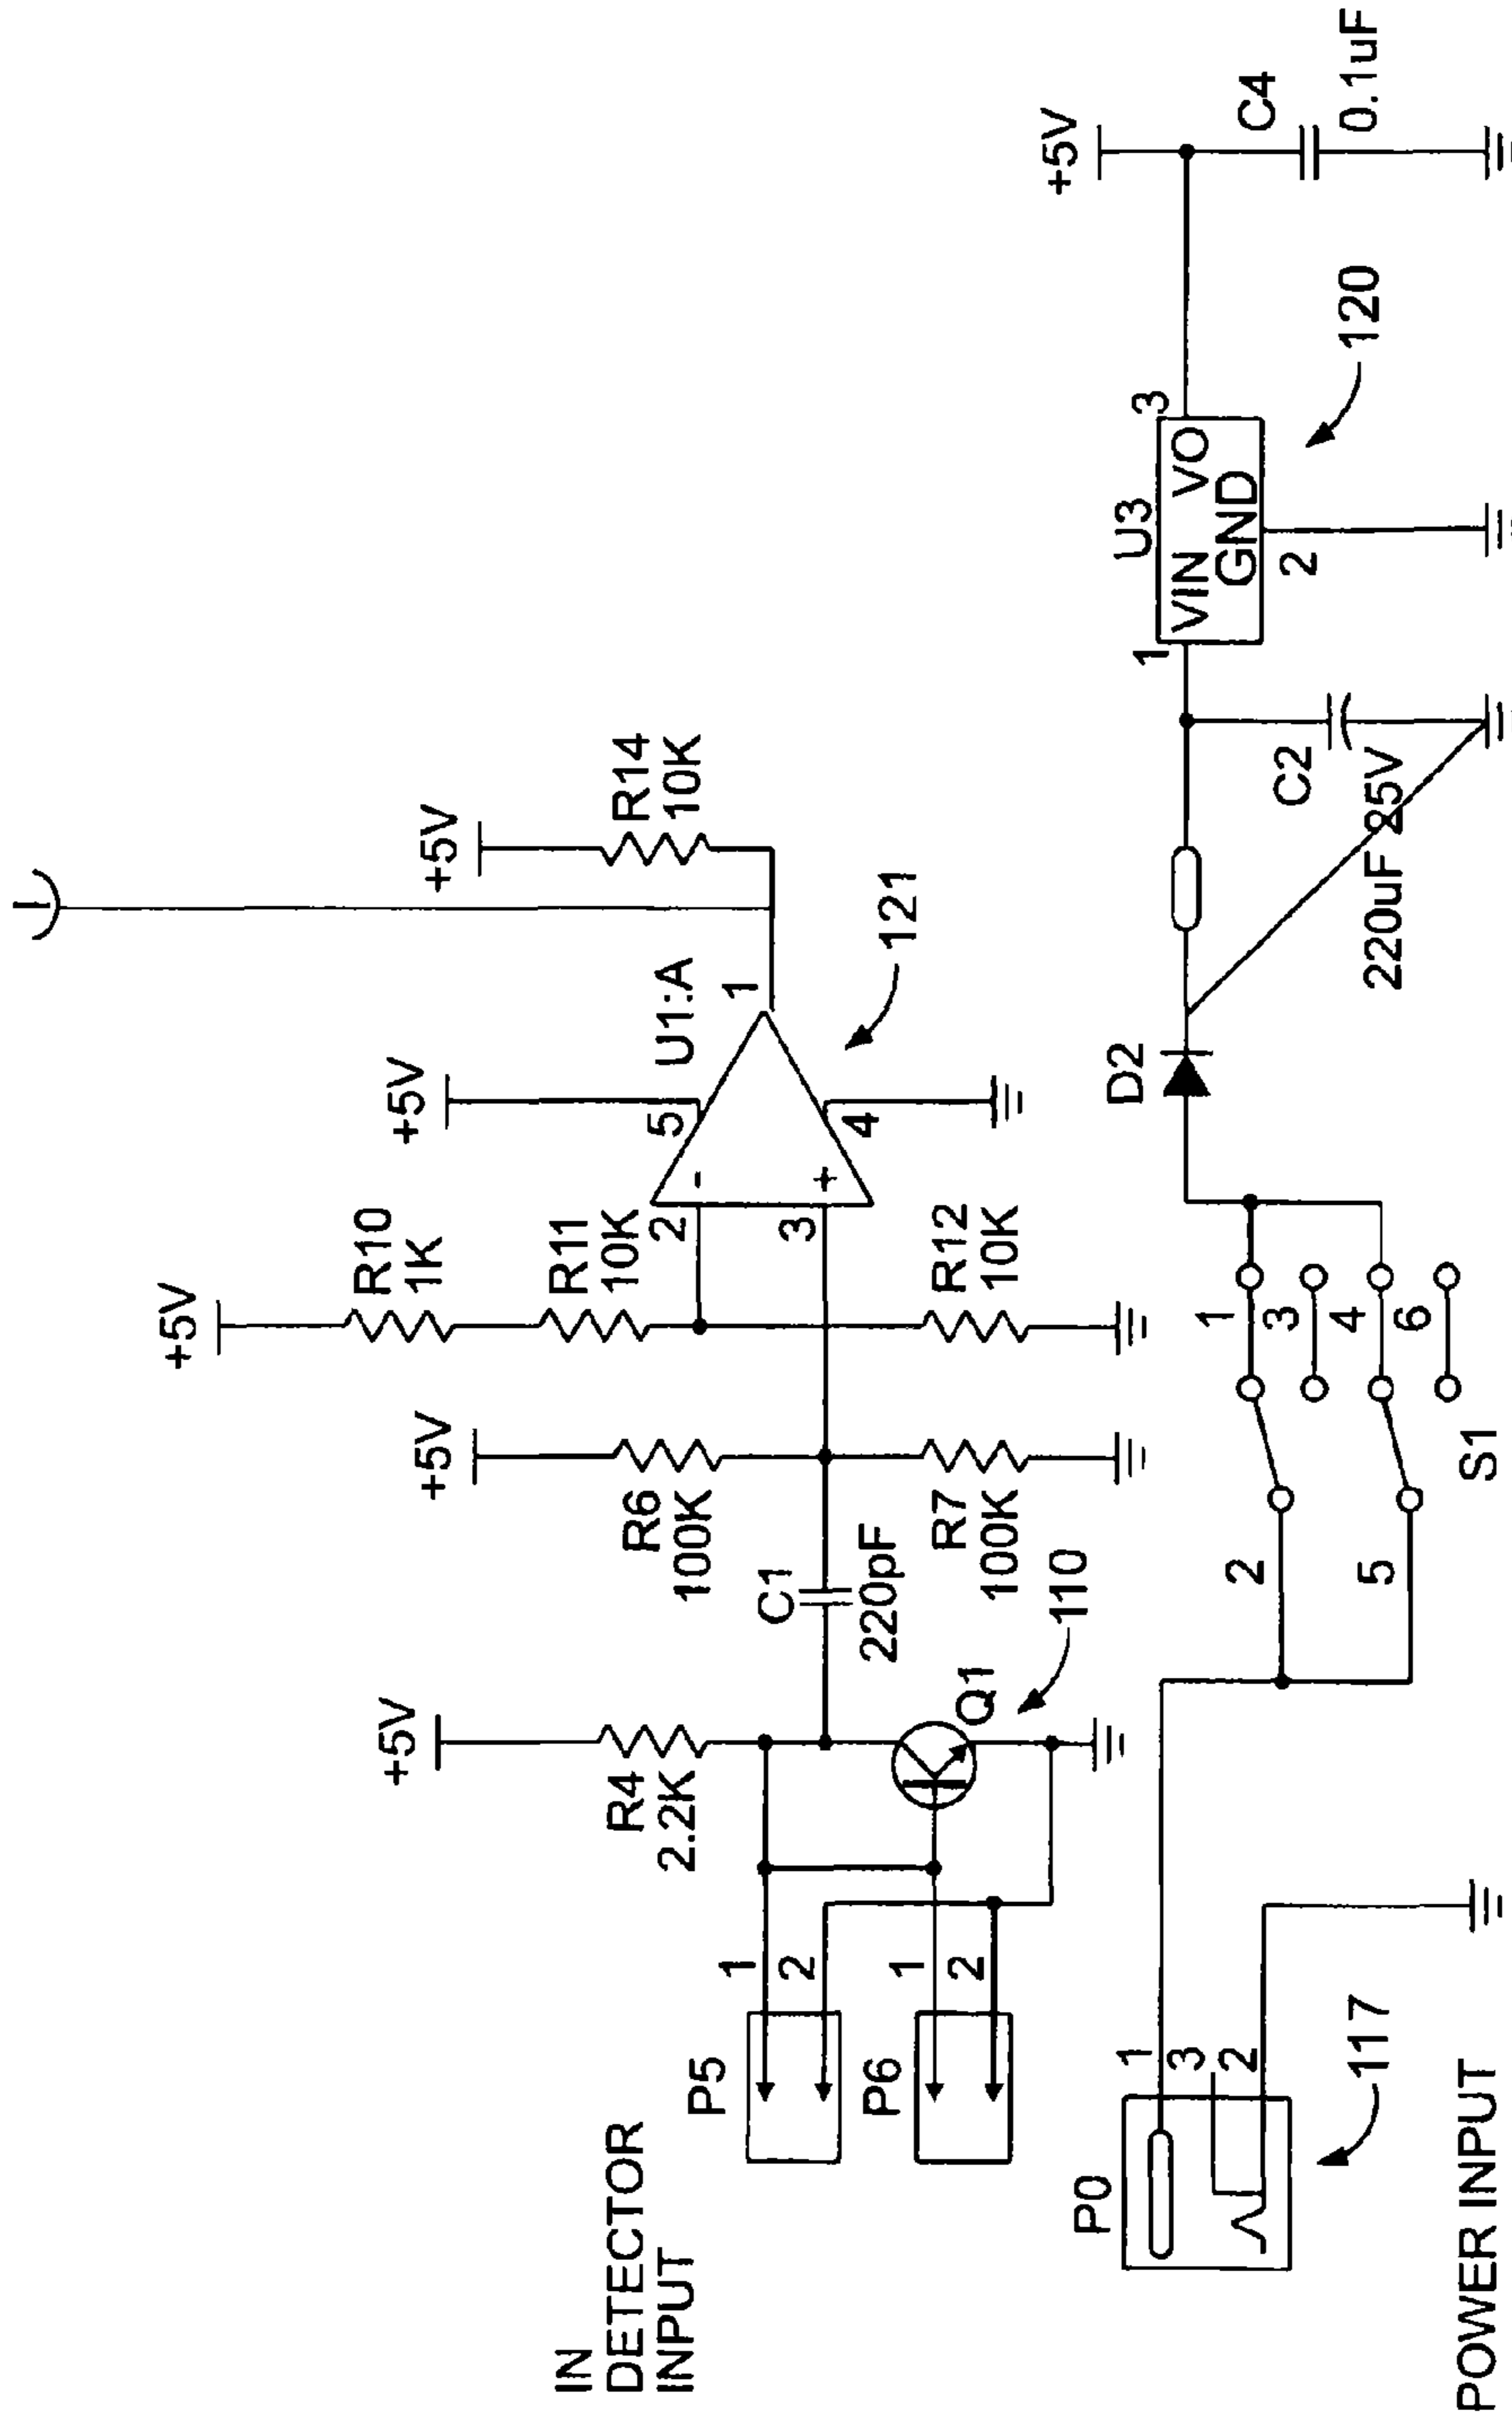 IN
DETECTOR
INPUT
P5
1
2
P6
1
2
+5V
R4
2.2K
Q1
110
C1
220pF
+5V
R6
100K
R7
100K
+5V
R10
1K
R11
10K
R12
10K
2
3
-
+
+5V
5
4
U1:A
1
121
+5V
R14
10K
POWER INPUT
P0
1
3
2
117
2
5
S1
1
3
4
6
D2
C2
220uF 25V
1
U3
VIN VO
GND
3
2
120
+5V
C4
0.1uF